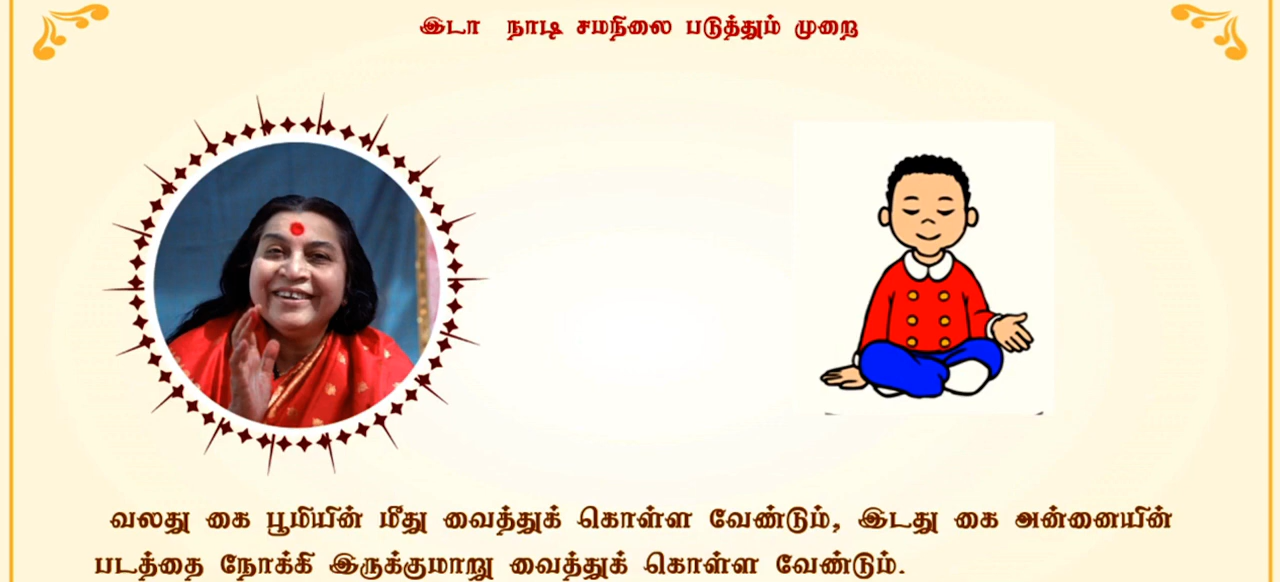 இடா நாடி சமநிலை படுத்தும் முறை
வலது கை பூமியின் மீது வைத்துக் கொள்ள வேண்டும், இடது கை அன்னையின்
படத்தை நோக்கி இருக்குமாறு வைத்துக் கொள்ள வேண்டும்.